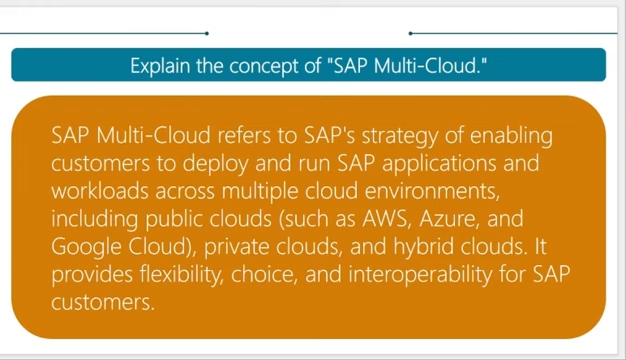 Explain the concept of "SAP Multi-Cloud."
SAP Multi-Cloud refers to SAP's strategy of enabling
customers to deploy and run SAP applications and
workloads across multiple cloud environments,
including public clouds (such as AWS, Azure, and
Google Cloud), private clouds, and hybrid clouds. It
provides flexibility, choice, and interoperability for SAP
customers.